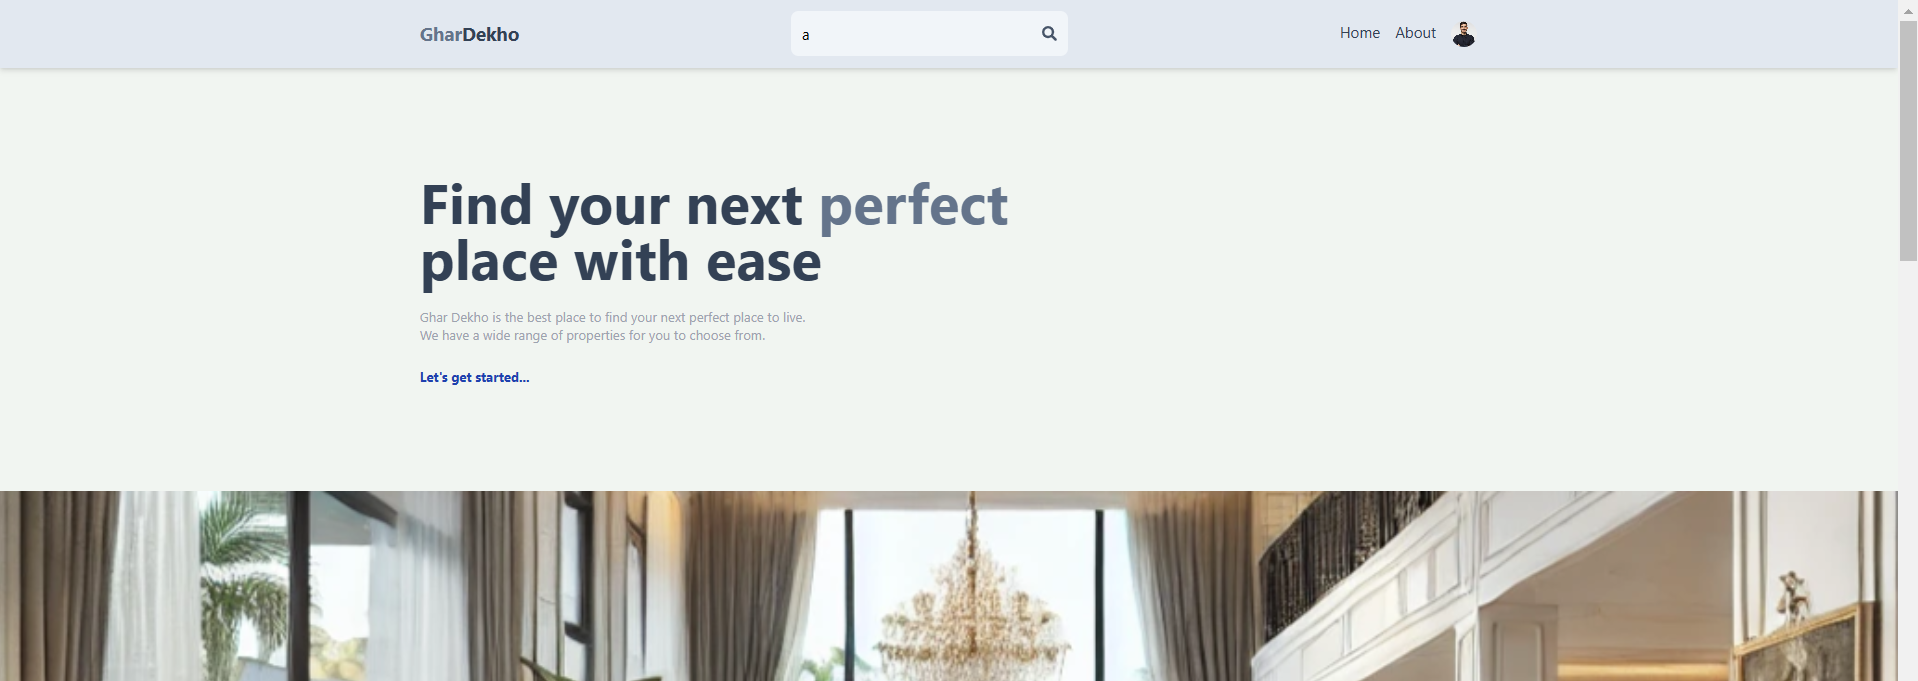 GharDekho
a
Home About
Find your next perfect
place with ease
Ghar Dekho is the best place to find your next perfect place to live.
We have a wide range of properties for you to choose from.
Let's get started...